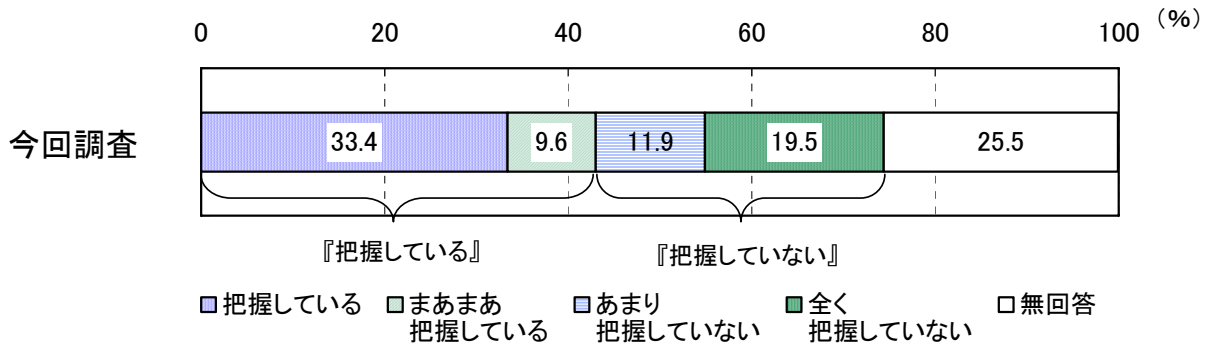 0 20 40 60 80 100 （%）
今回調査 33.4 9.6 11.9 19.5 25.5
『把握している』 『把握していない』
把握している まあまあ あまり 全く 無回答
把握している 把握していない 把握していない